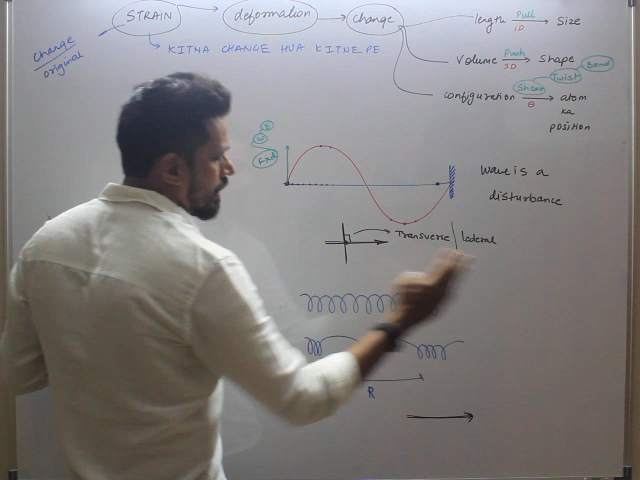 STRAIN deformation change
length Pull 1D Size
KITNA CHANGE HUA KITNE PE
change
original
Volume Push 3D Shape
Shear Twist Bend
configuration θ atom
ka
position
Fxd
wave is a
disturbance
Transverse | lateral
R